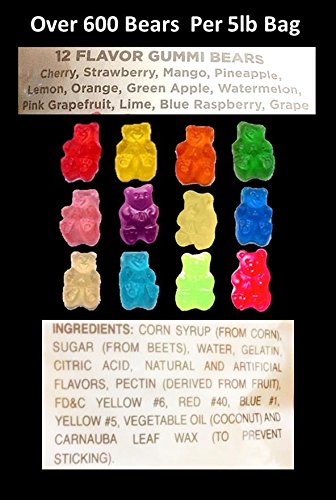 Over 600 Bears Per 5lb Bag
12 FLAVOR GUMMI BEARS
Cherry, Strawberry, Mango, Pineapple,
Lemon, Orange, Green Apple, Watermelon,
Pink Grapefruit, Lime, Blue Raspberry, Grape
INGREDIENTS: CORN SYRUP (FROM CORN),
SUGAR (FROM BEETS), WATER, GELATIN,
CITRIC ACID, NATURAL AND ARTIFICIAL
FLAVORS, PECTIN (DERIVED FROM FRUIT),
FD&C YELLOW #6, RED #40, BLUE #1,
YELLOW #5, VEGETABLE OIL (COCONUT) AND
CARNAUBA LEAF WAX (TO PREVENT
STICKING).